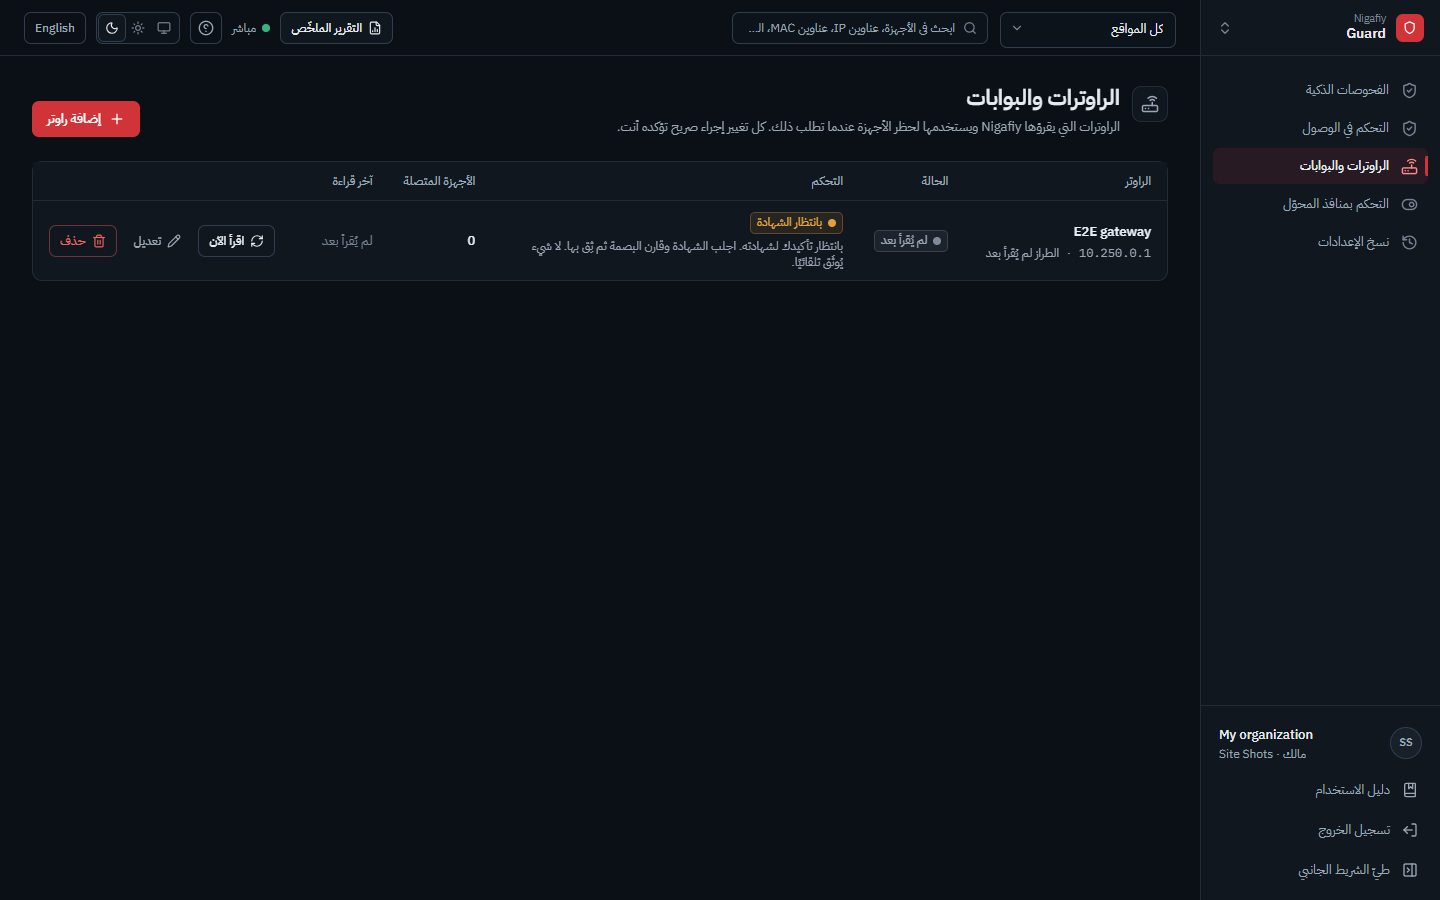 Nigafiy
Guard
كل المواقع
ابحث في الأجهزة، عناوين IP، عناوين MAC، الـ...
التقرير الملخّص
مباشر
English
الفحوصات الذكية
التحكم في الوصول
الراوترات والبوابات
التحكم بمنافذ المحوّل
نسخ الإعدادات
الراوترات والبوابات
الراوترات التي يقرؤها Nigafiy ويستخدمها لحظر الأجهزة عندما تطلب ذلك. كل تغيير إجراء صريح تؤكده أنت.
إضافة راوتر
الراوتر
الحالة
التحكم
الأجهزة المتصلة
آخر قراءة
E2E gateway
10.250.0.1 · الطراز لم يُقرأ بعد
لم يُقرأ بعد
بانتظار الشهادة
بانتظار تأكيدك لشهادته. اجلب الشهادة وقارن البصمة ثم ثِق بها. لا شيء
يُوثَق تلقائيًا.
0
لم يُقرأ بعد
اقرأ الآن
تعديل
حذف
My organization
Site Shots · مالك
SS
دليل الاستخدام
تسجيل الخروج
طيّ الشريط الجانبي